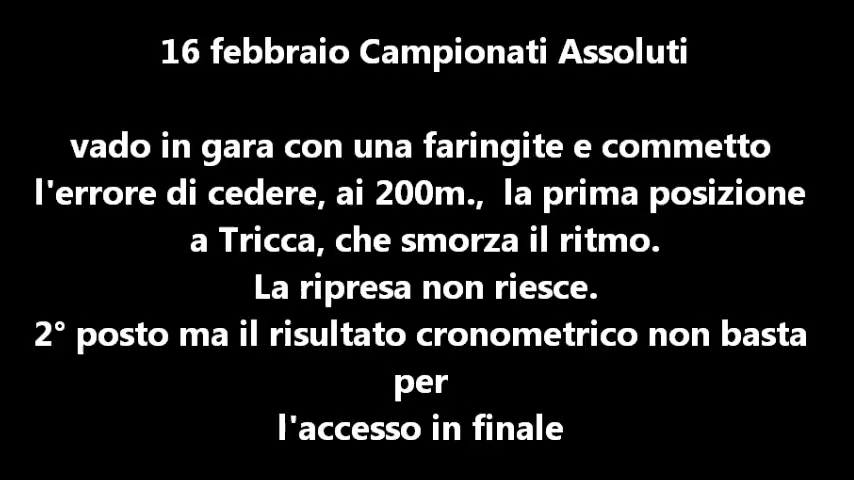 16 febbraio Campionati Assoluti
vado in gara con una faringite e commetto
l'errore di cedere, ai 200m.,  la prima posizione
a Tricca, che smorza il ritmo.
La ripresa non riesce.
2° posto ma il risultato cronometrico non basta
per
l'accesso in finale